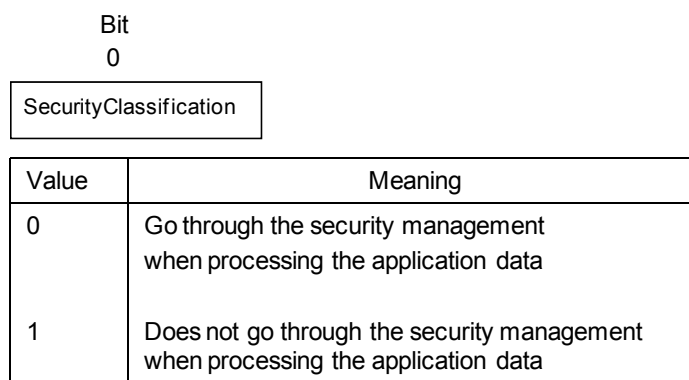 Bit
0
SecurityClassification
Value Meaning
0 Go through the security management
when processing the application data
1 Does not go through the security management
when processing the application data